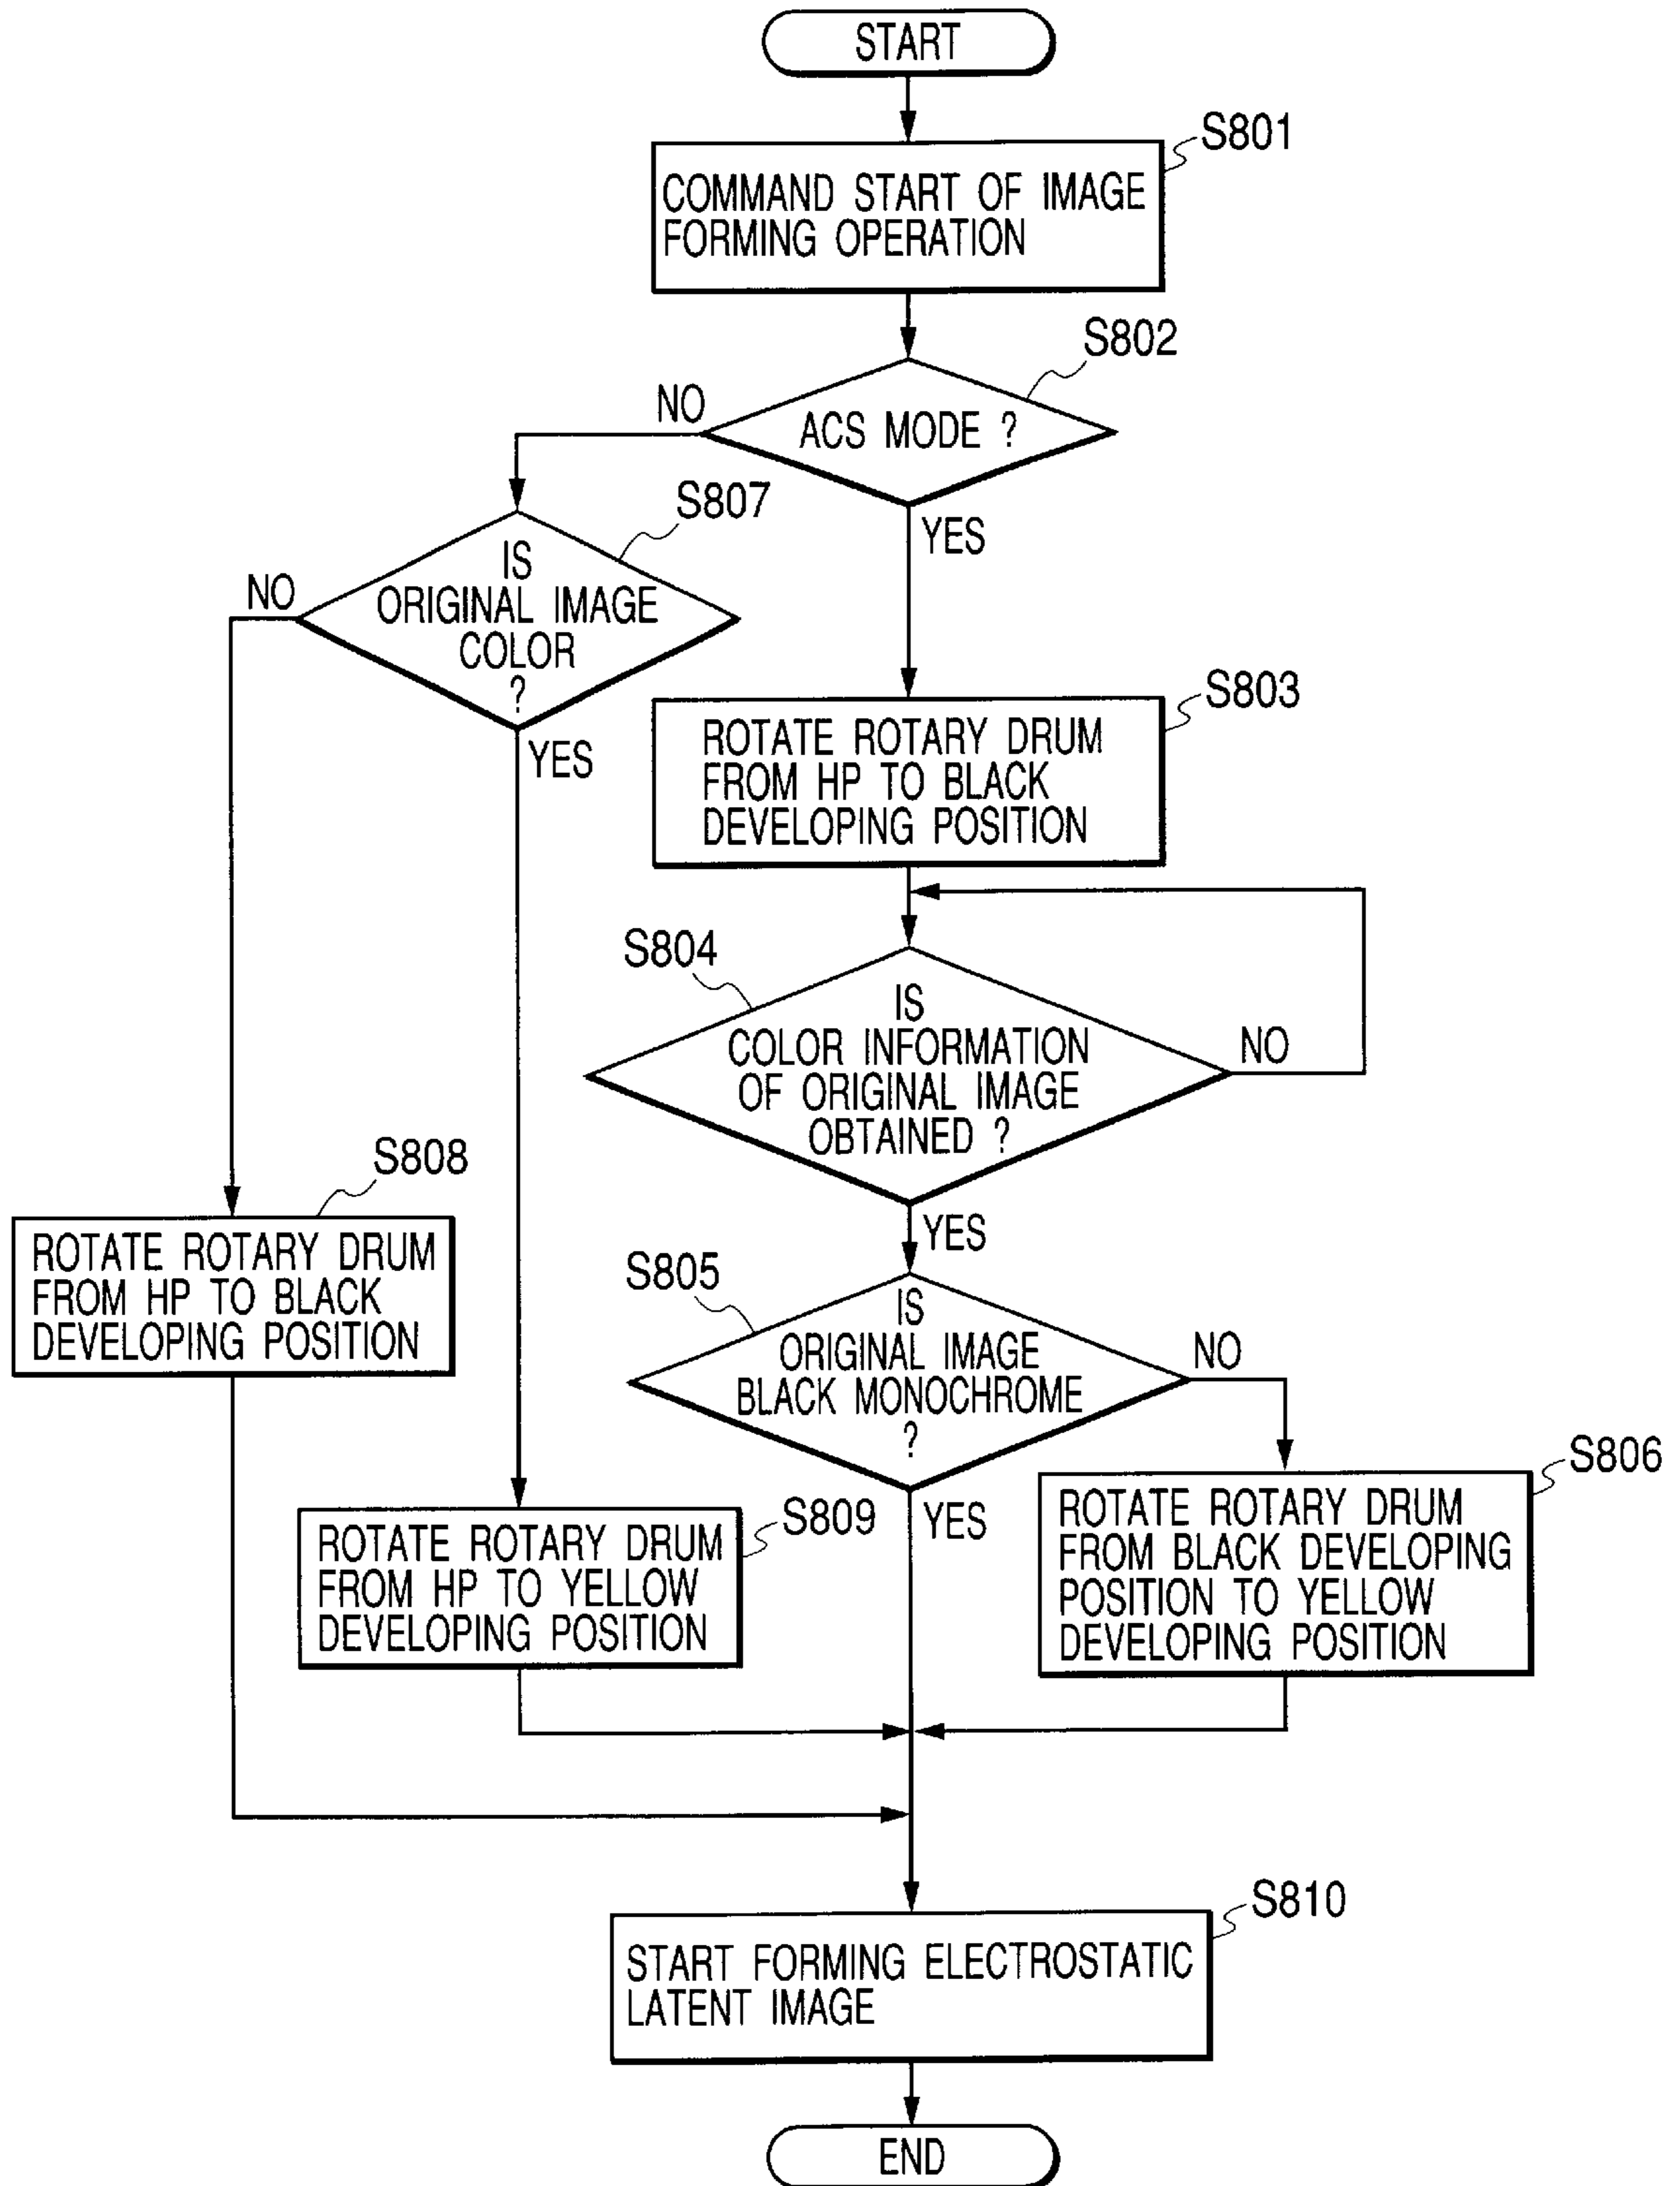 START
S801
COMMAND START OF IMAGE
FORMING OPERATION
S802
NO
ACS MODE ?
YES
S807
IS
ORIGINAL IMAGE
COLOR
?
NO
YES
S803
ROTATE ROTARY DRUM
FROM HP TO BLACK
DEVELOPING POSITION
S804
IS
COLOR INFORMATION
OF ORIGINAL IMAGE
OBTAINED ?
NO
YES
S808
ROTATE ROTARY DRUM
FROM HP TO BLACK
DEVELOPING POSITION
S805
IS
ORIGINAL IMAGE
BLACK MONOCHROME
?
NO
YES
S809
ROTATE ROTARY DRUM
FROM HP TO YELLOW
DEVELOPING POSITION
S806
ROTATE ROTARY DRUM
FROM BLACK DEVELOPING
POSITION TO YELLOW
DEVELOPING POSITION
S810
START FORMING ELECTROSTATIC
LATENT IMAGE
END